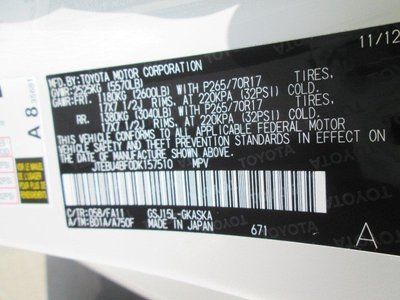 11/12
MFD.BY:TOYOTA MOTOR CORPORATION
GVWR:2525KG (5570LB)
GAWR:FRT. 1180KG (2600LB) WITH P265/70R17 TIRES,
17X7 1/2J RIMS, AT 220KPA (32PSI) COLD.
RR. 1380KG (3040LB) WITH P265/70R17 TIRES,
17X7 1/2J RIMS, AT 220KPA (32PSI) COLD.
THIS VEHICLE CONFORMS TO ALL APPLICABLE FEDERAL MOTOR
VEHICLE SAFETY AND THEFT PREVENTION STANDARDS IN EFFECT ON
THE DATE OF MANUFACTURE SHOWN ABOVE.
JTEBU4BF0DK157510 MPV
C/TR:058/FA11 GSJ15L-GKASKA
A/TM:B01A/A750F MADE IN JAPAN 671 A
A 8